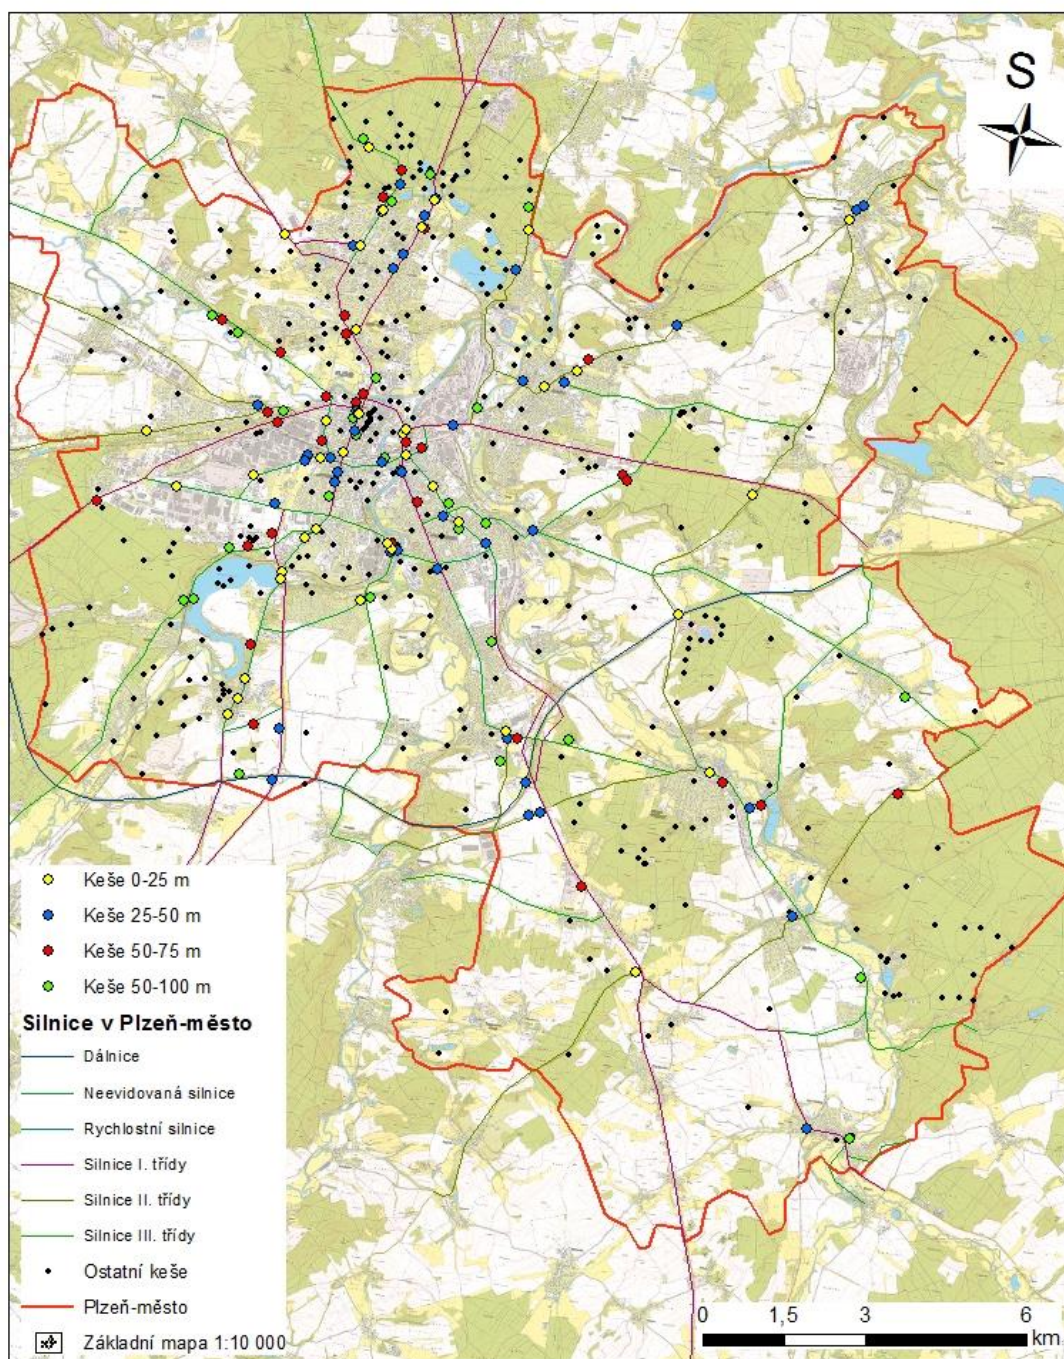 S
Keše 0-25 m
Keše 25-50 m
Keše 50-75 m
Keše 50-100 m
Silnice v Plzeň-město
Dálnice
Neevidovaná silnice
Rychlostní silnice
Silnice I. třídy
Silnice II. třídy
Silnice III. třídy
Ostatní keše
Plzeň-město
Základní mapa 1:10 000
0 1,5 3 6
km